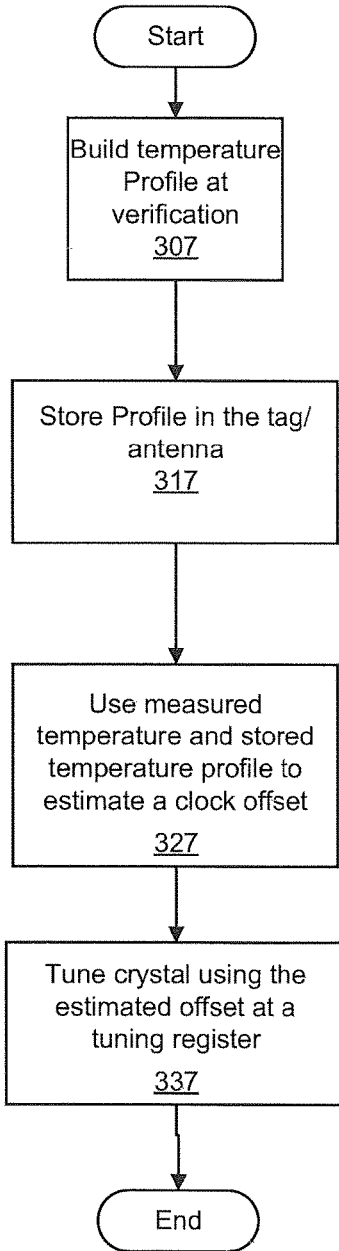 Start
Build temperature
Profile at
verification
307
Store Profile in the tag/
antenna
317
Use measured
temperature and stored
temperature profile to
estimate a clock offset
327
Tune crystal using the
estimated offset at a
tuning register
337
End